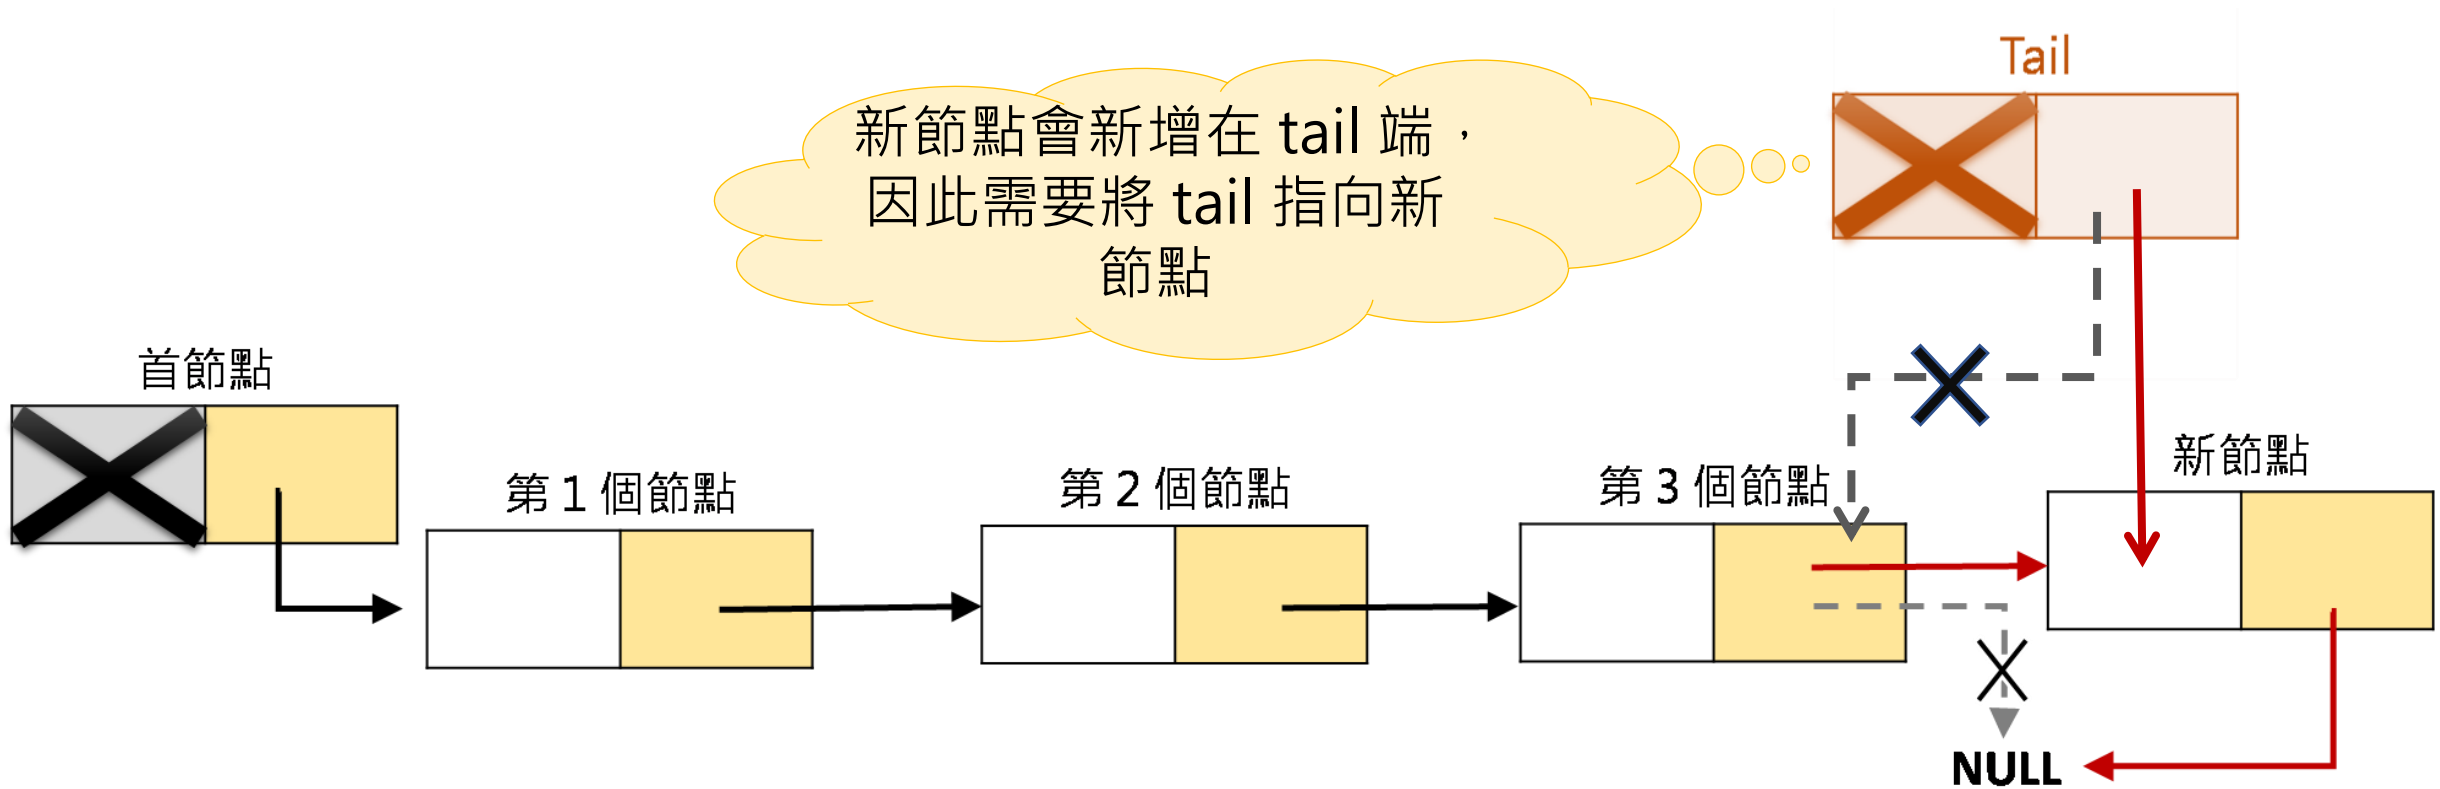 Tail
新節點會新增在 tail 端，
因此需要將 tail 指向新
節點
首節點
第 1 個節點
第 2 個節點
第 3 個節點
新節點
NULL